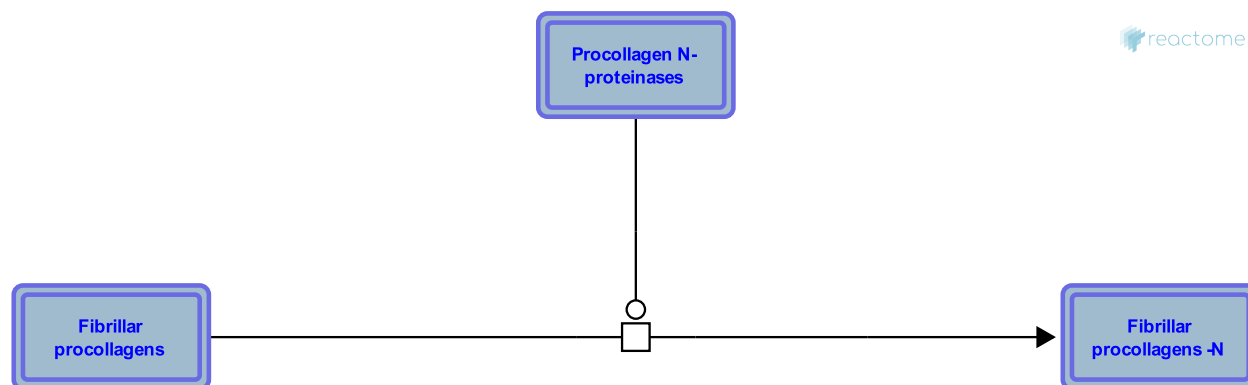 Procollagen N-
proteinases
reactome
Fibrillar
procollagens
Fibrillar
procollagens -N